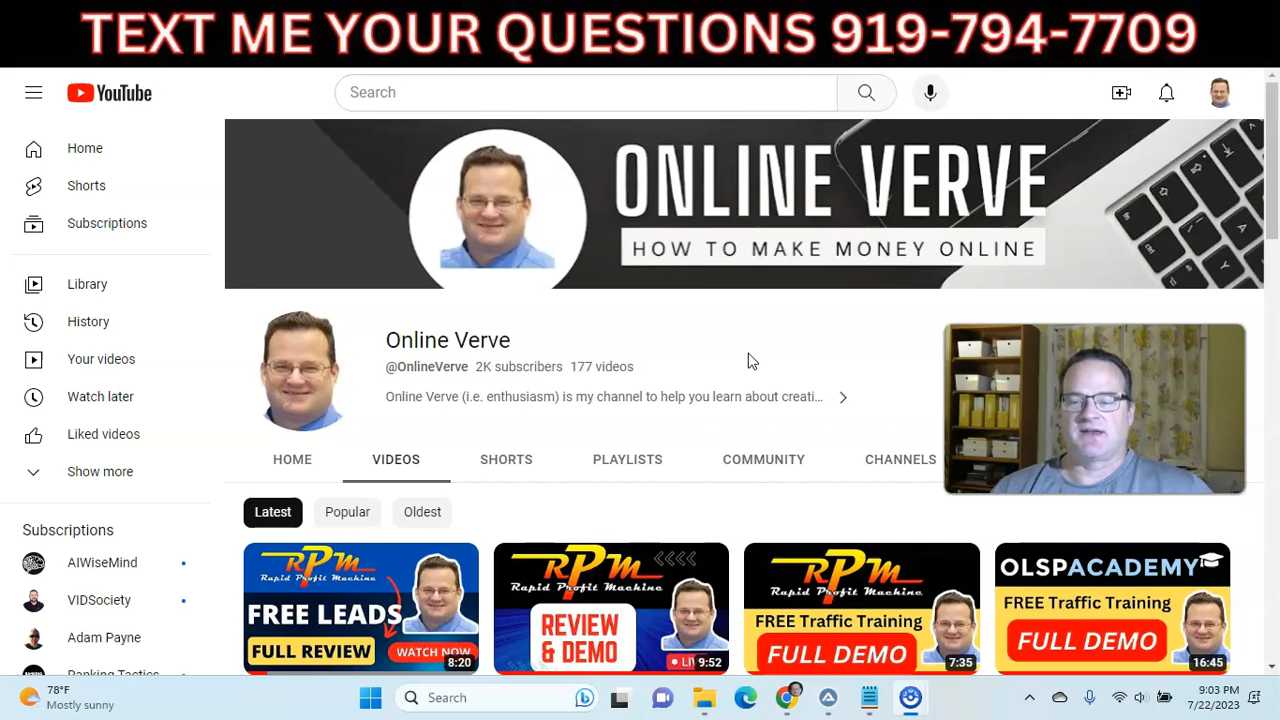 TEXT ME YOUR QUESTIONS 919-794-7709
YouTube
Search
Home
Shorts
Subscriptions
Library
History
Your videos
Watch later
Liked videos
Show more
Subscriptions
AIWiseMind
VIDSociety
Adam Payne
Ranking Tactics
ONLINE VERVE
HOW TO MAKE MONEY ONLINE
Online Verve
@OnlineVerve 2K subscribers 177 videos
Online Verve (i.e. enthusiasm) is my channel to help you learn about creati...
HOME VIDEOS SHORTS PLAYLISTS COMMUNITY CHANNELS
Latest Popular Oldest
RPM
Rapid Profit Machine
FREE LEADS
FULL REVIEW
WATCH NOW
8:20
RPM
Rapid Profit Machine
REVIEW
& DEMO
LIV
9:52
RPM
Rapid Profit Machine
FREE Traffic Training
FULL DEMO
7:35
OLSPACADEMY
FREE Traffic Training
FULL DEMO
16:45
78°F
Mostly sunny
Search
9:03 PM
7/22/2023